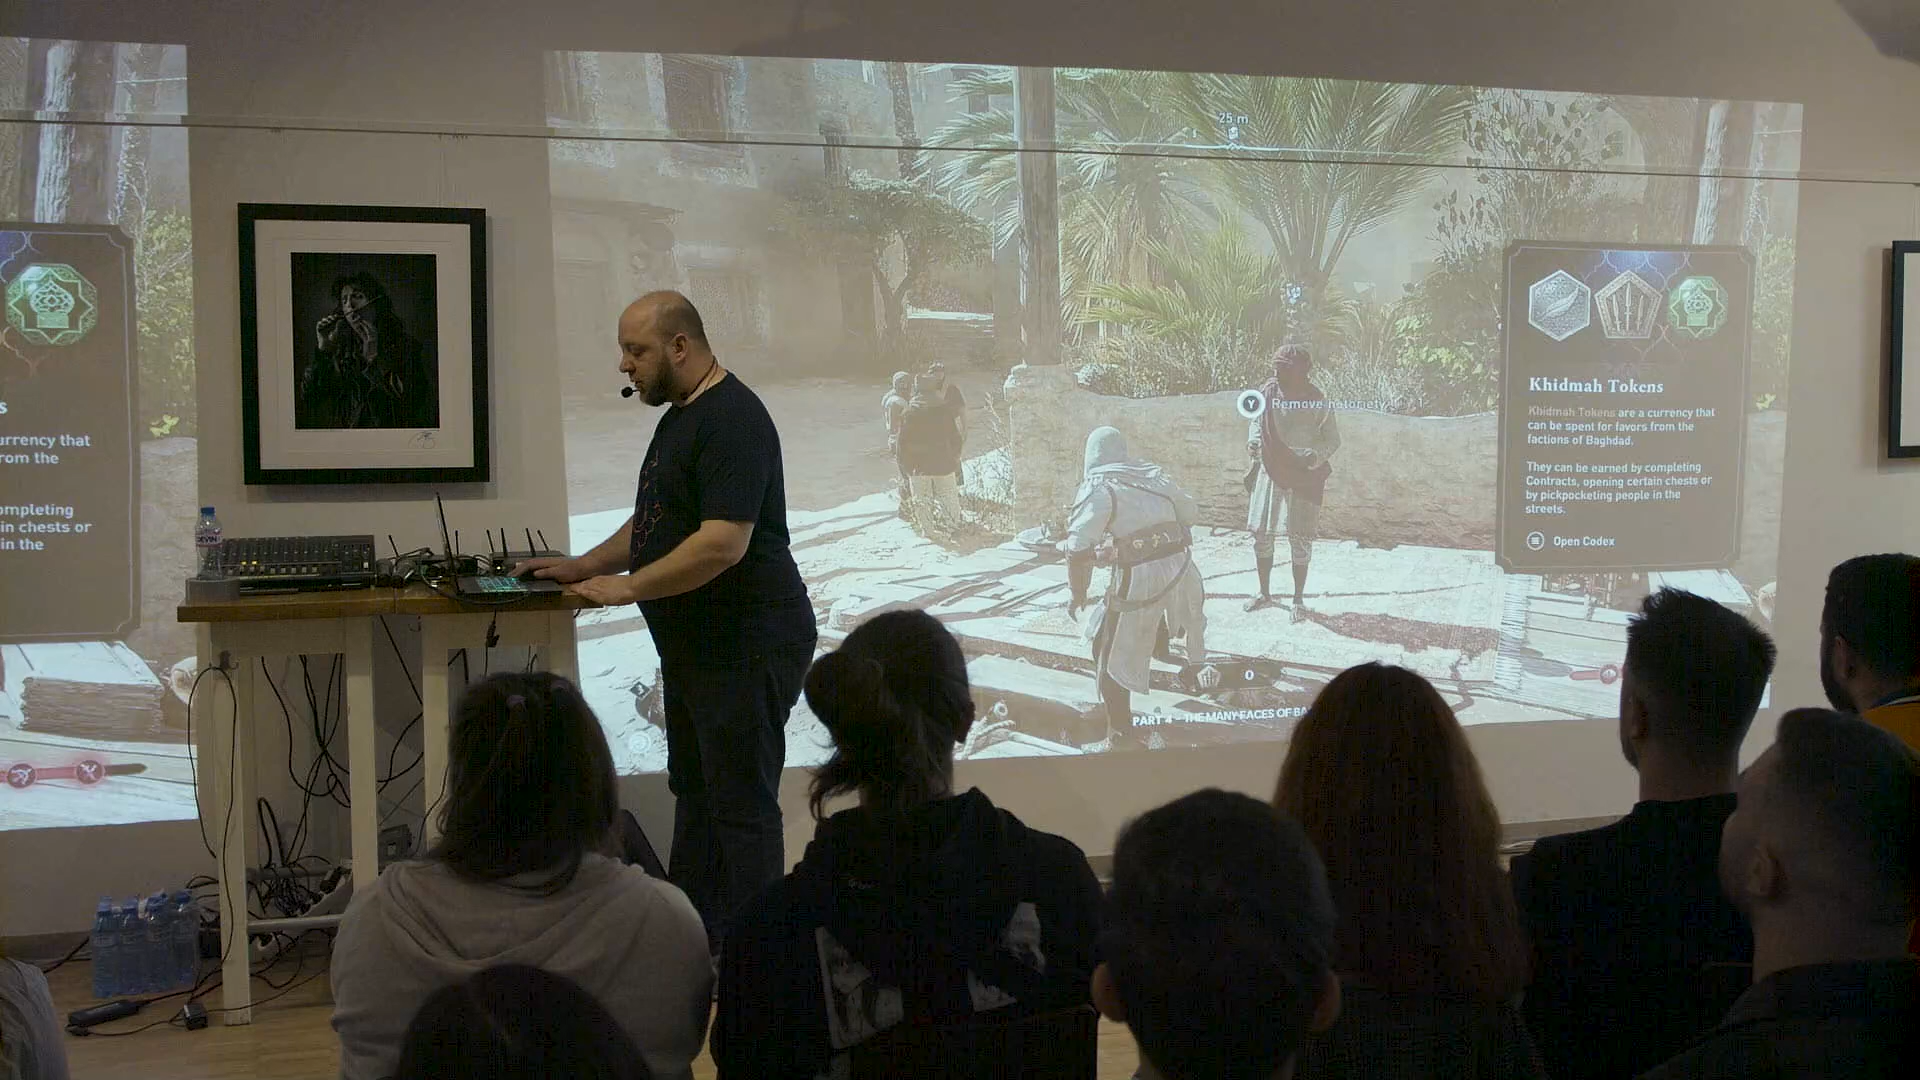 s
urrency that
rom the
ompleting
in chests or
in the
DEVIN
25 m
Y Remove notoriety
Khidmah Tokens
Khidmah Tokens are a currency that
can be spent for favors from the
factions of Baghdad.
They can be earned by completing
Contracts, opening certain chests or
by pickpocketing people in the
streets.
Open Codex
0
PART 4 - THE MANY FACES OF BA